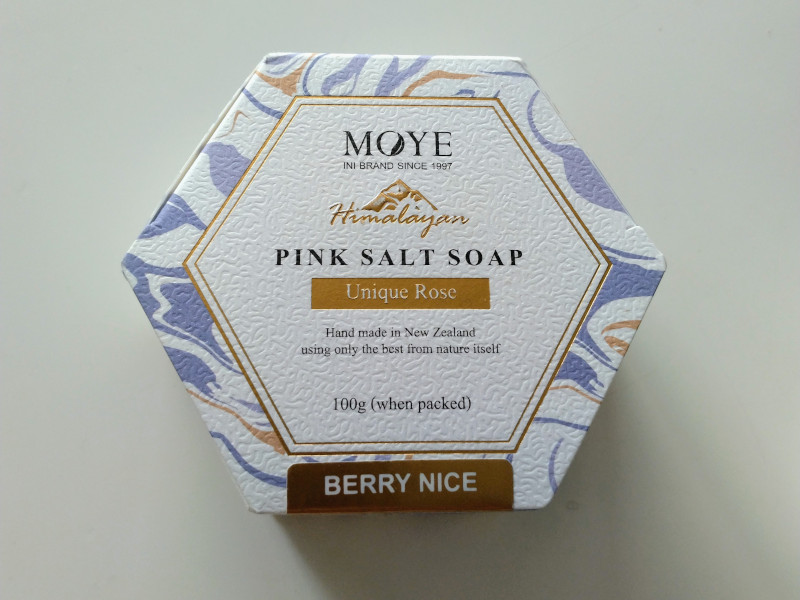 MOYE
INI BRAND SINCE 1997
Himalayan
PINK SALT SOAP
Unique Rose
Hand made in New Zealand
using only the best from nature itself
100g (when packed)
BERRY NICE